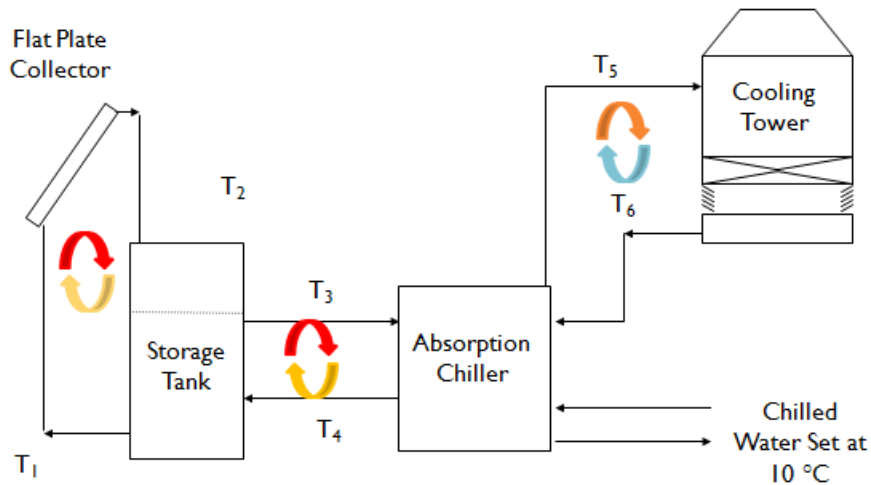 Flat Plate
Collector
T5
Cooling
Tower
T2
T6
T3
Storage
Tank
Absorption
Chiller
T4
T1
Chilled
Water Set at
10 °C